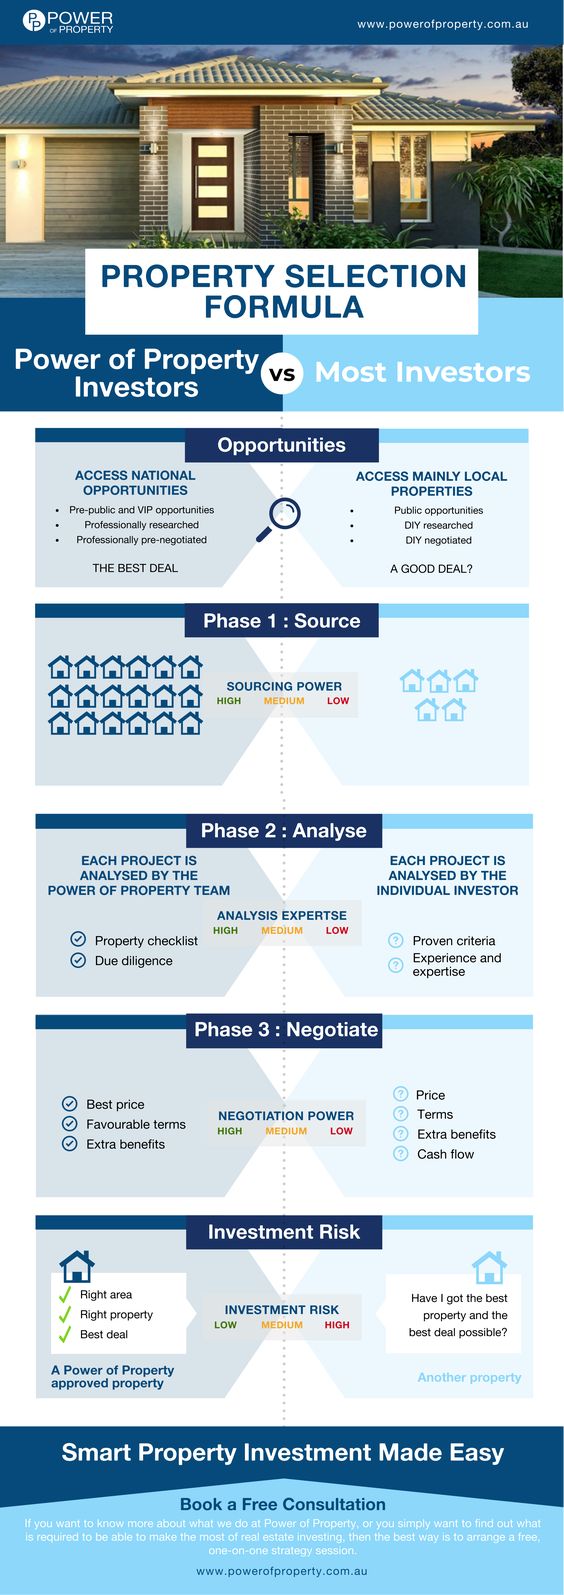 PP POWER
OF PROPERTY
www.powerofproperty.com.au
PROPERTY SELECTION
FORMULA
Power of Property
Investors
VS
Most Investors
Opportunities
ACCESS NATIONAL
OPPORTUNITIES
• Pre-public and VIP opportunities
• Professionally researched
• Professionally pre-negotiated
THE BEST DEAL
ACCESS MAINLY LOCAL
PROPERTIES
• Public opportunities
• DIY researched
• DIY negotiated
A GOOD DEAL?
Phase 1 : Source
SOURCING POWER
HIGH MEDIUM LOW
Phase 2 : Analyse
EACH PROJECT IS
ANALYSED BY THE
POWER OF PROPERTY TEAM
Property checklist
Due diligence
ANALYSIS EXPERTSE
HIGH MEDIUM LOW
EACH PROJECT IS
ANALYSED BY THE
INDIVIDUAL INVESTOR
? Proven criteria
? Experience and
expertise
Phase 3 : Negotiate
Best price
Favourable terms
Extra benefits
NEGOTIATION POWER
HIGH MEDIUM LOW
? Price
? Terms
? Extra benefits
? Cash flow
Investment Risk
Right area
Right property
Best deal
A Power of Property
approved property
INVESTMENT RISK
LOW MEDIUM HIGH
Have I got the best
property and the
best deal possible?
Another property
Smart Property Investment Made Easy
Book a Free Consultation
If you want to know more about what we do at Power of Property, or you simply want to find out what
is required to be able to make the most of real estate investing, then the best way is to arrange a free,
one-on-one strategy session.
www.powerofproperty.com.au